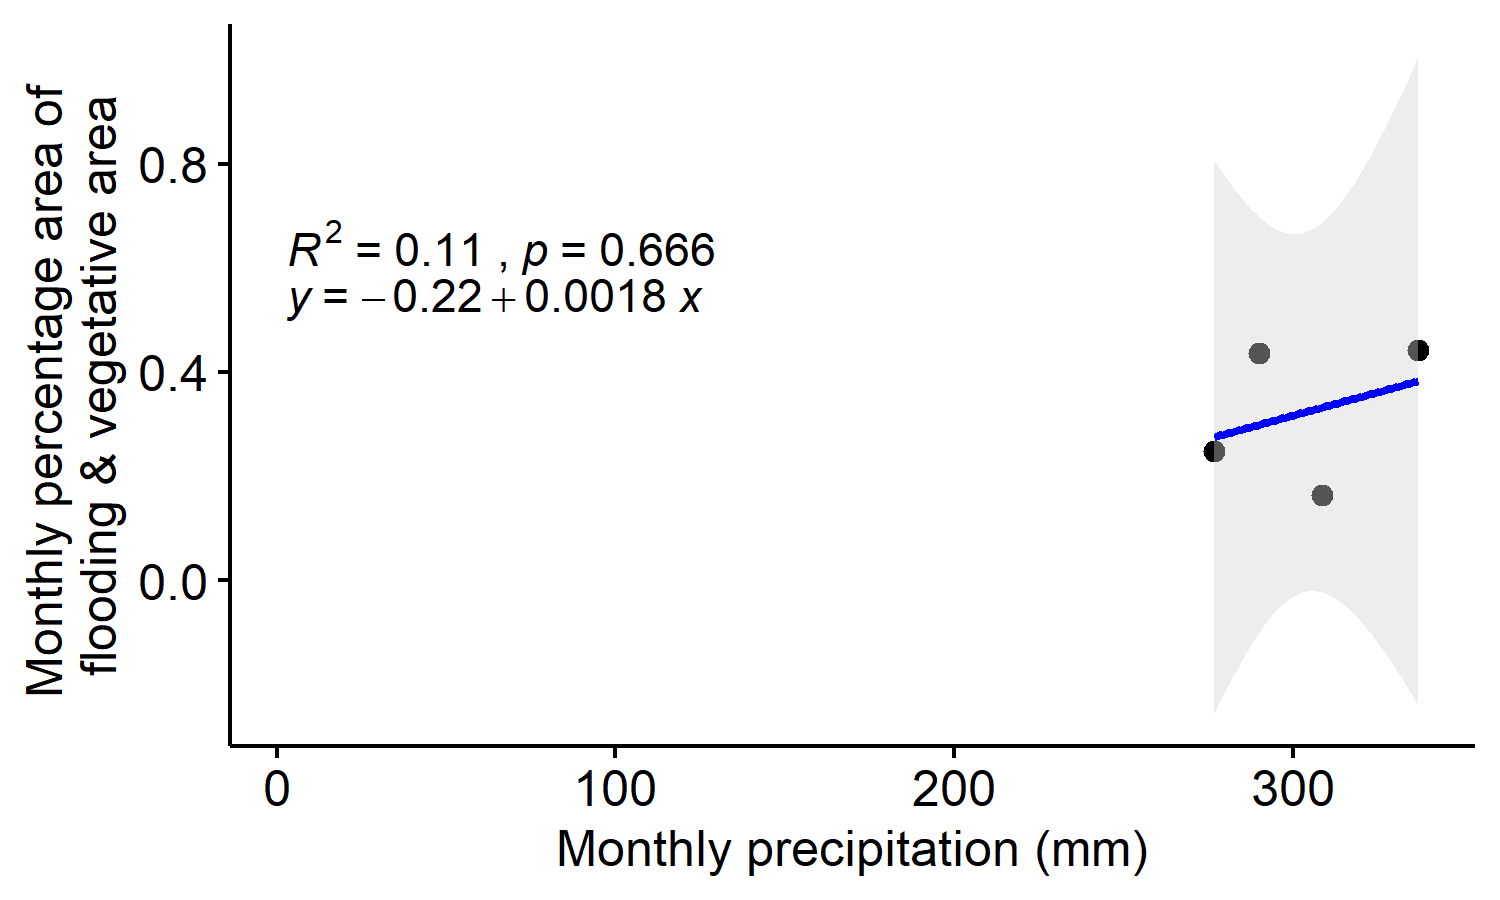 Monthly percentage area of
flooding & vegetative area
0.8
0.4
0.0
R² = 0.11 , p = 0.666
y = −0.22 + 0.0018 x
0 100 200 300
Monthly precipitation (mm)